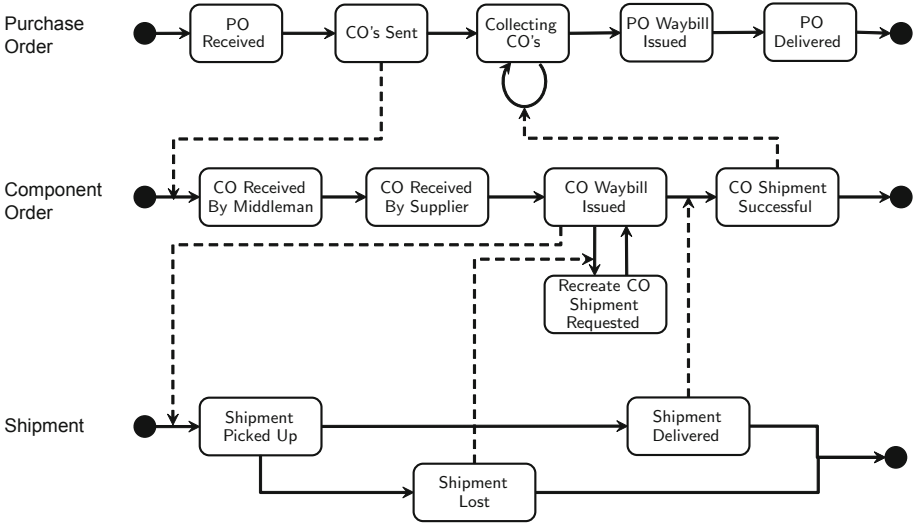 Purchase
Order
PO
Received
CO's Sent
Collecting
CO's
PO Waybill
Issued
PO
Delivered
Component
Order
CO Received
By Middleman
CO Received
By Supplier
CO Waybill
Issued
CO Shipment
Successful
Recreate CO
Shipment
Requested
Shipment
Shipment
Picked Up
Shipment
Delivered
Shipment
Lost